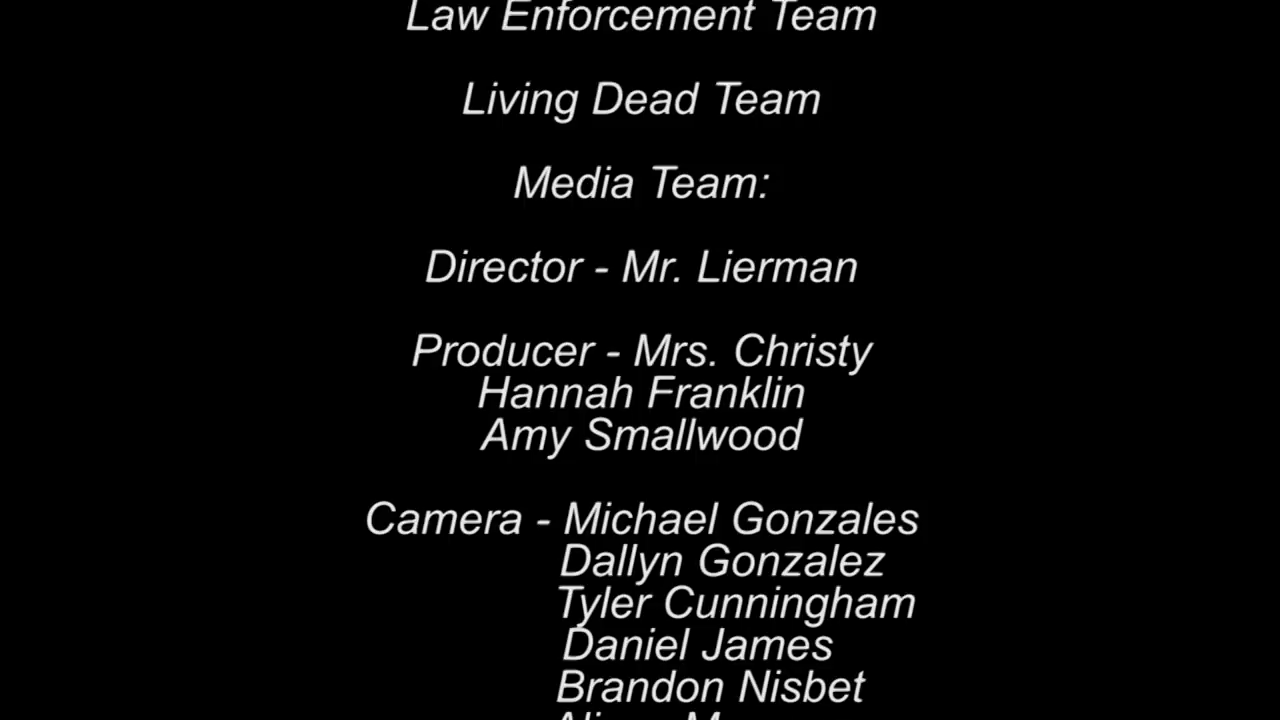 Law Enforcement Team
Living Dead Team
Media Team:
Director - Mr. Lierman
Producer - Mrs. Christy
Hannah Franklin
Amy Smallwood
Camera - Michael Gonzales
Dallyn Gonzalez
Tyler Cunningham
Daniel James
Brandon Nisbet